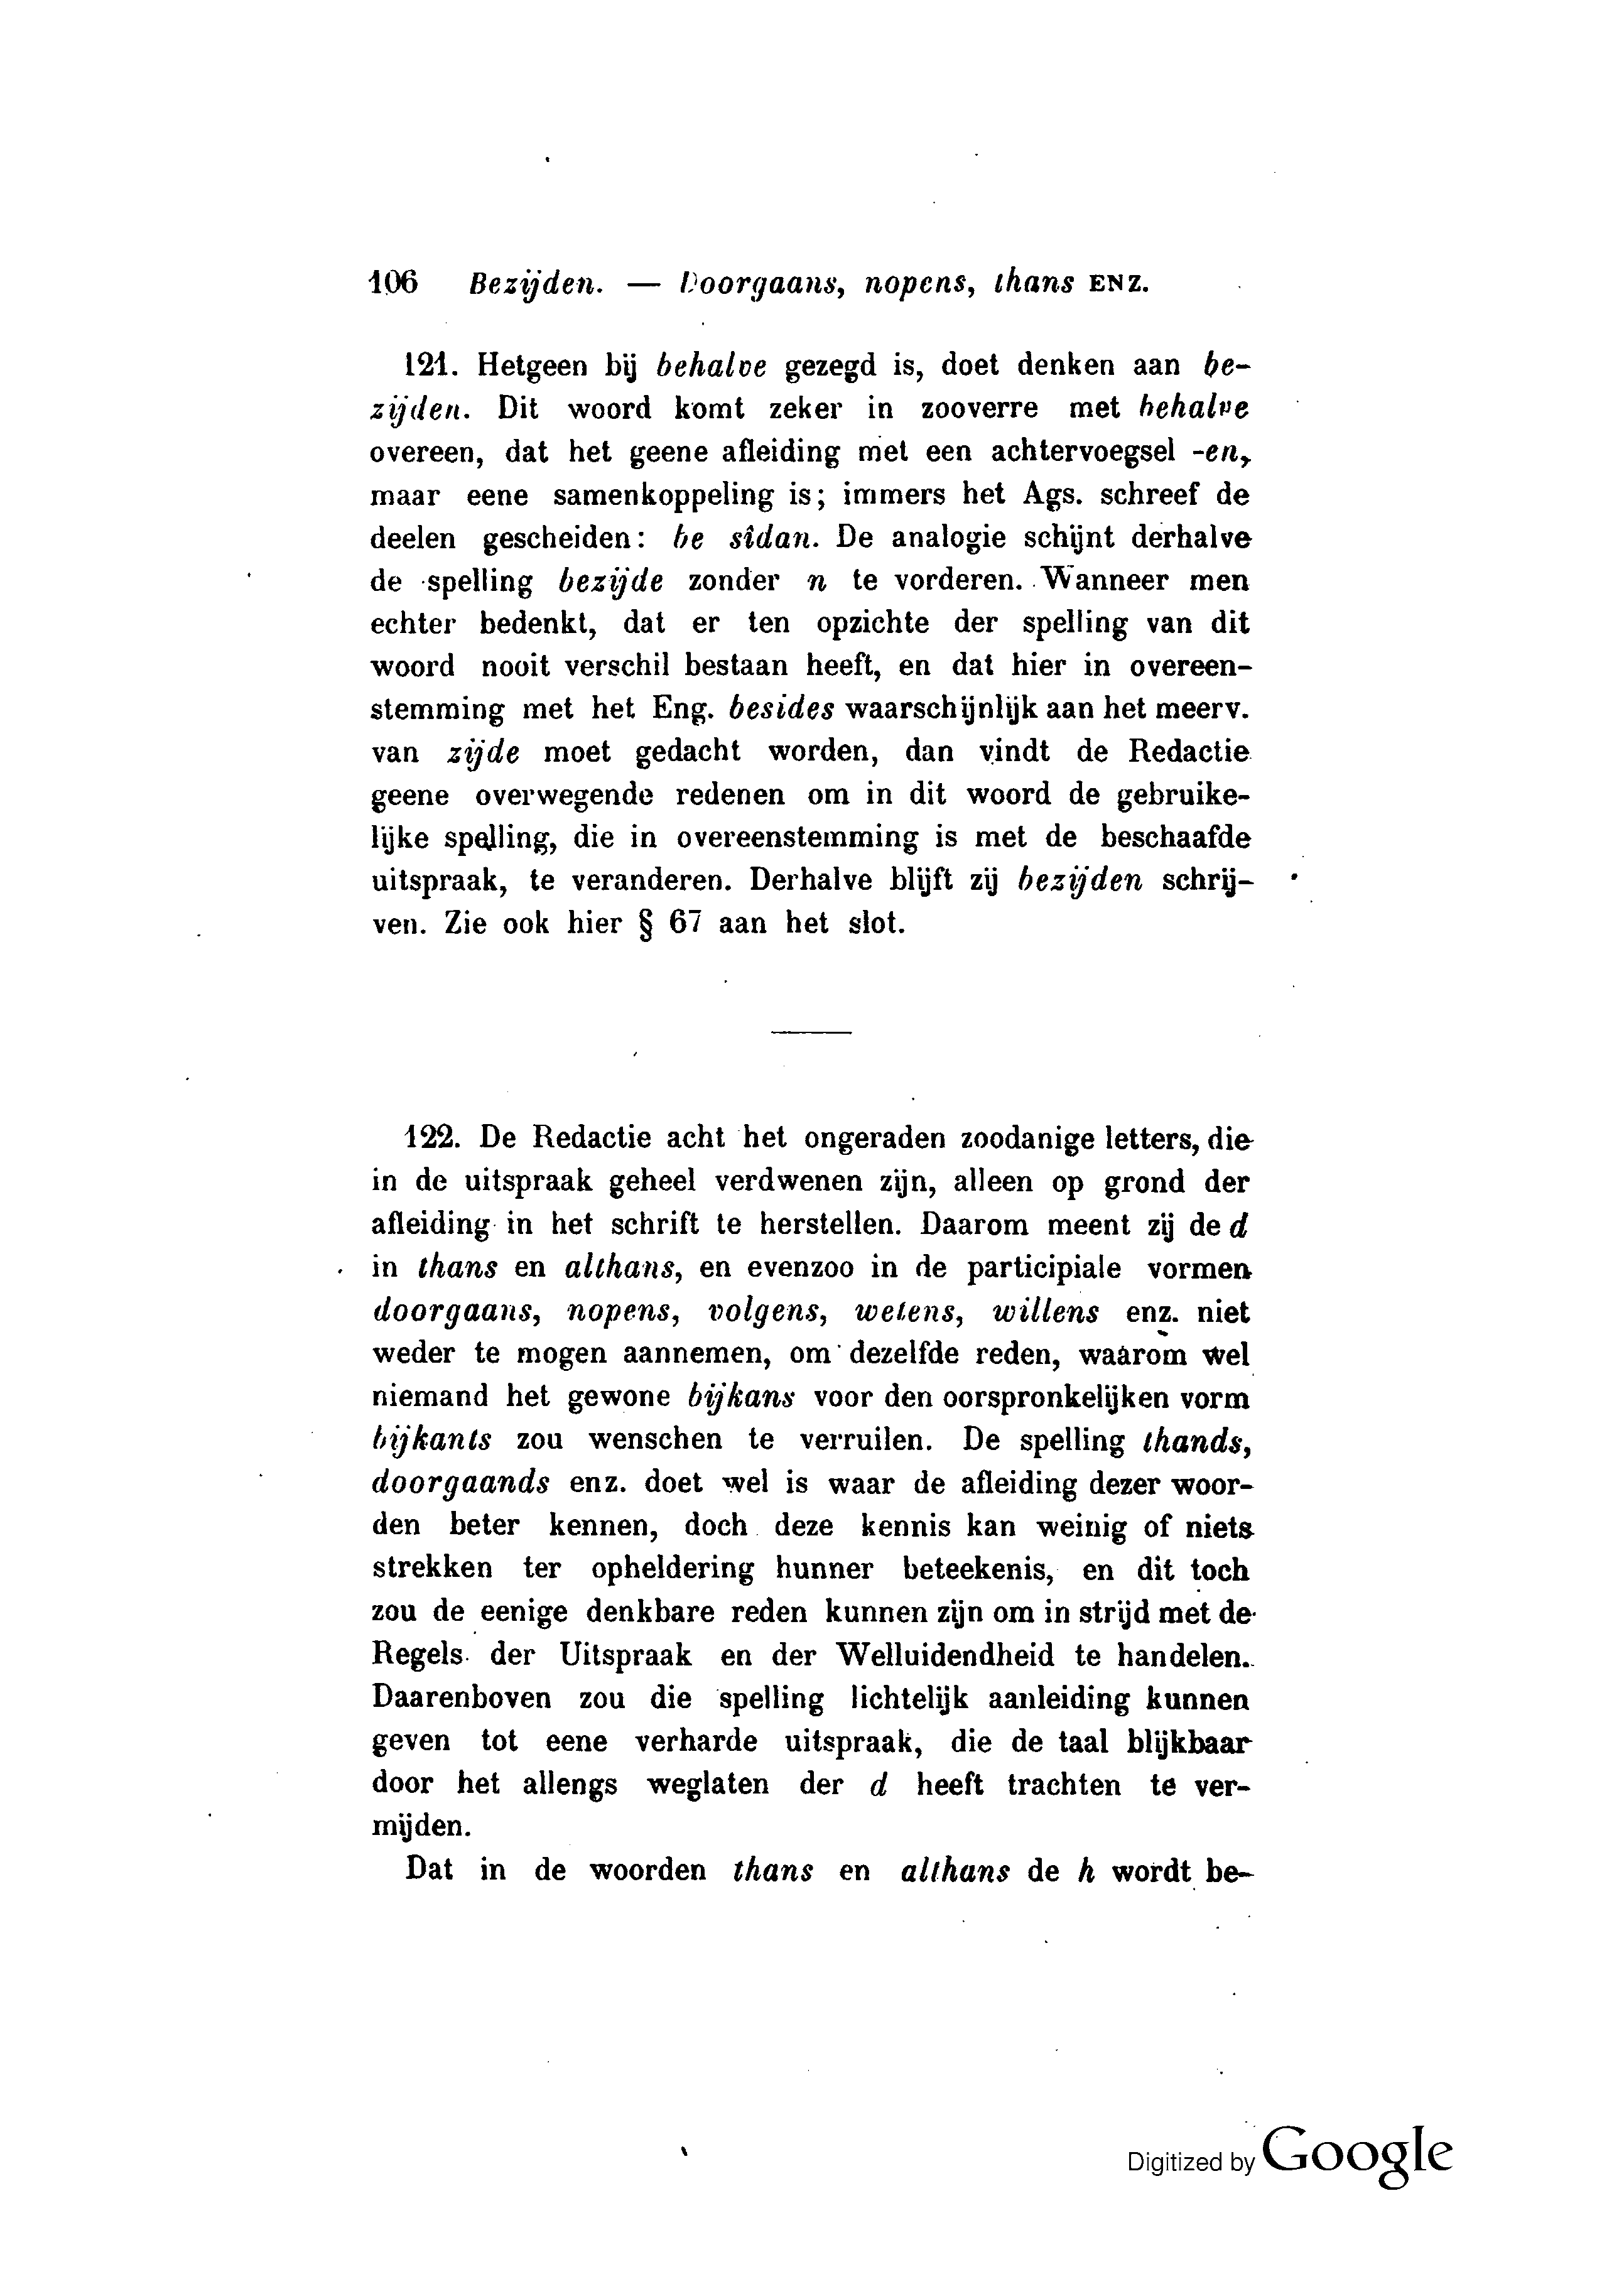 106 Bezijden. — Doorgaans, nopens, thans ENZ.
121. Hetgeen bij behalve gezegd is, doet denken aan be-
zijden. Dit woord komt zeker in zooverre met behalve
overeen, dat het geene afleiding met een achtervoegsel -en,
maar eene samenkoppeling is; immers het Ags. schreef de
deelen gescheiden: be sîdan. De analogie schijnt derhalve
de spelling bezijde zonder n te vorderen. Wanneer men
echter bedenkt, dat er ten opzichte der spelling van dit
woord nooit verschil bestaan heeft, en dat hier in overeen-
stemming met het Eng. besides waarschijnlijk aan het meerv.
van zijde moet gedacht worden, dan vindt de Redactie
geene overwegende redenen om in dit woord de gebruike-
lijke spelling, die in overeenstemming is met de beschaafde
uitspraak, te veranderen. Derhalve blijft zij bezijden schrij-
ven. Zie ook hier § 67 aan het slot.
122. De Redactie acht het ongeraden zoodanige letters, die
in de uitspraak geheel verdwenen zijn, alleen op grond der
afleiding in het schrift te herstellen. Daarom meent zij de d
in thans en althans, en evenzoo in de participiale vormen
doorgaans, nopens, volgens, wetens, willens enz. niet
weder te mogen aannemen, om dezelfde reden, waarom wel
niemand het gewone bijkans voor den oorspronkelijken vorm
bijkants zou wenschen te verruilen. De spelling thands,
doorgaands enz. doet wel is waar de afleiding dezer woor-
den beter kennen, doch deze kennis kan weinig of niets
strekken ter opheldering hunner beteekenis, en dit toch
zou de eenige denkbare reden kunnen zijn om in strijd met de
Regels der Uitspraak en der Welluidendheid te handelen.
Daarenboven zou die spelling lichtelijk aanleiding kunnen
geven tot eene verharde uitspraak, die de taal blijkbaar
door het allengs weglaten der d heeft trachten te ver-
mijden.
Dat in de woorden thans en althans de h wordt be-
Digitized by Google